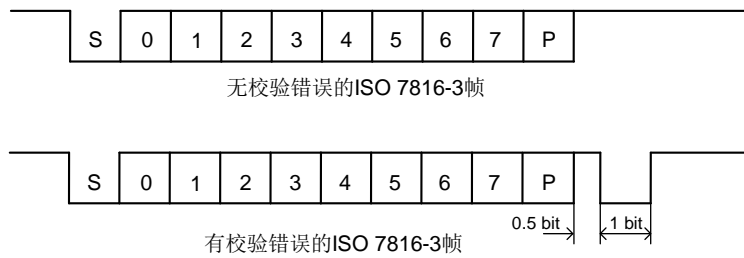 S 0 1 2 3 4 5 6 7 P
无校验错误的ISO 7816-3帧
S 0 1 2 3 4 5 6 7 P
0.5 bit 1 bit
有校验错误的ISO 7816-3帧